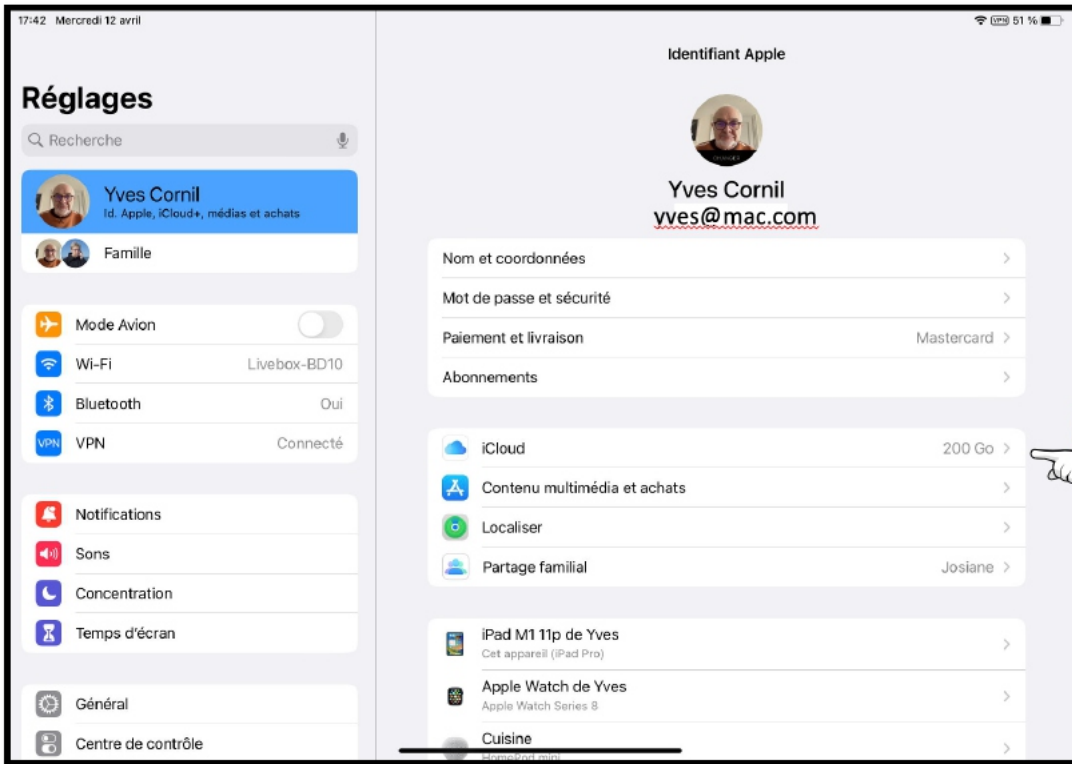 17:42 Mercredi 12 avril
VPN 51 %
Identifiant Apple
Réglages
Recherche
Yves Cornil
Id. Apple, iCloud+, médias et achats
Famille
Mode Avion
Wi-Fi Livebox-BD10
Bluetooth Oui
VPN VPN Connecté
Notifications
Sons
Concentration
Temps d'écran
Général
Centre de contrôle
Yves Cornil
yves@mac.com
Nom et coordonnées
Mot de passe et sécurité
Paiement et livraison Mastercard
Abonnements
iCloud 200 Go
Contenu multimédia et achats
Localiser
Partage familial Josiane
iPad M1 11p de Yves
Cet appareil (iPad Pro)
Apple Watch de Yves
Apple Watch Series 8
Cuisine
HomePod mini